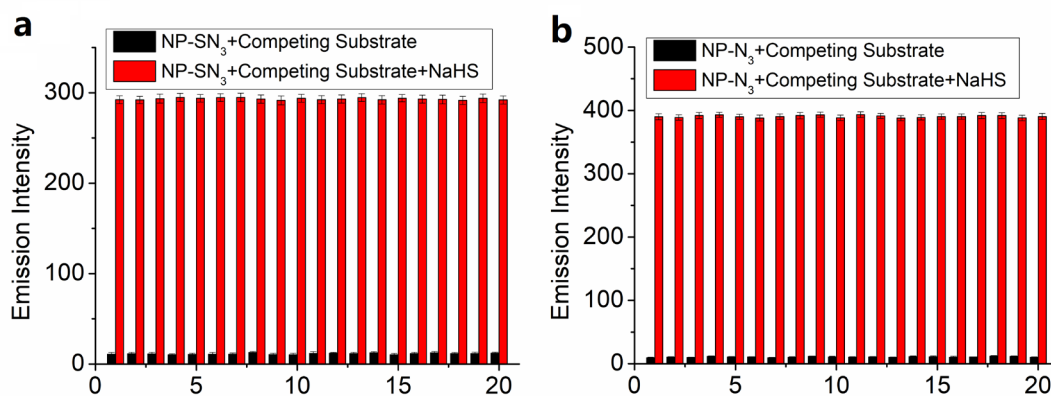 a
NP-SN₃+Competing Substrate
NP-SN₃+Competing Substrate+NaHS
Emission Intensity
300
200
100
0
0 5 10 15 20
b
NP-N₃+Competing Substrate
NP-N₃+Competing Substrate+NaHS
Emission Intensity
500
400
300
200
100
0
0 5 10 15 20